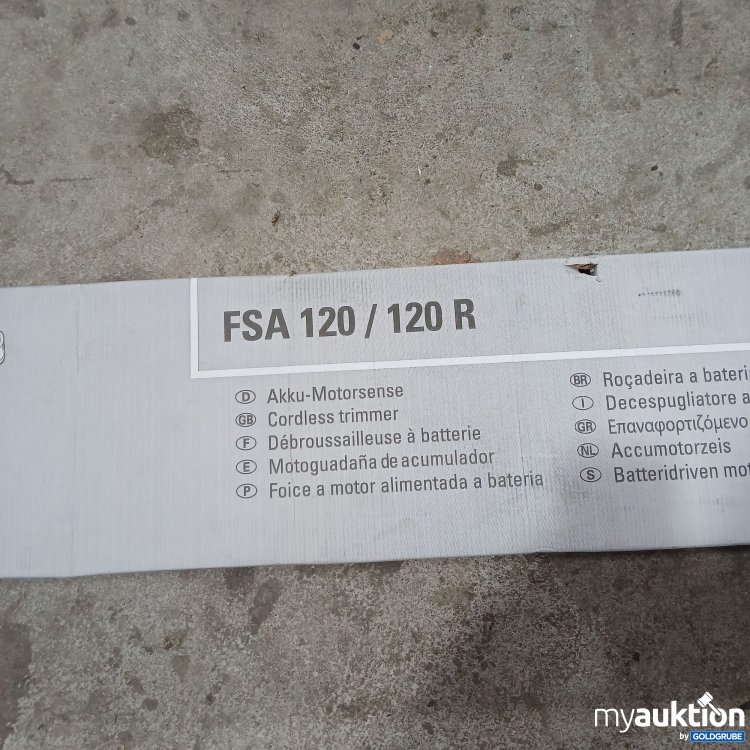 FSA 120 / 120 R
D Akku-Motorsense
GB Cordless trimmer
F Débroussailleuse à batterie
E Motoguadaña de acumulador
P Foice a motor alimentada a bateria
BR Roçadeira a bateri
I Decespugliatore a
GR Επαναφορτιζόμενο
NL Accumotorzeis
S Batteridriven mot
myauktion
by GOLDGRUBE